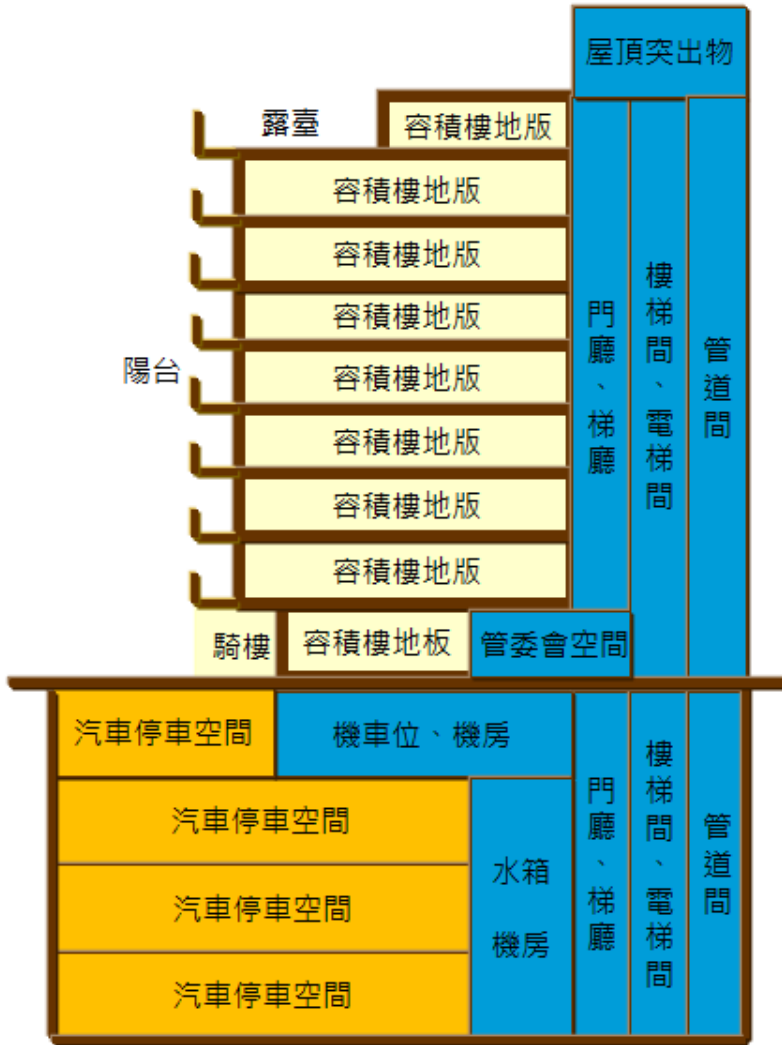 屋頂突出物
露臺
容積樓地版
容積樓地版
容積樓地版
容積樓地版
陽台
容積樓地版
容積樓地版
容積樓地版
容積樓地版
門廳、梯廳
樓梯間、電梯間
管道間
騎樓
容積樓地板
管委會空間
汽車停車空間
機車位、機房
汽車停車空間
汽車停車空間
汽車停車空間
水箱
機房
門廳、梯廳
樓梯間、電梯間
管道間